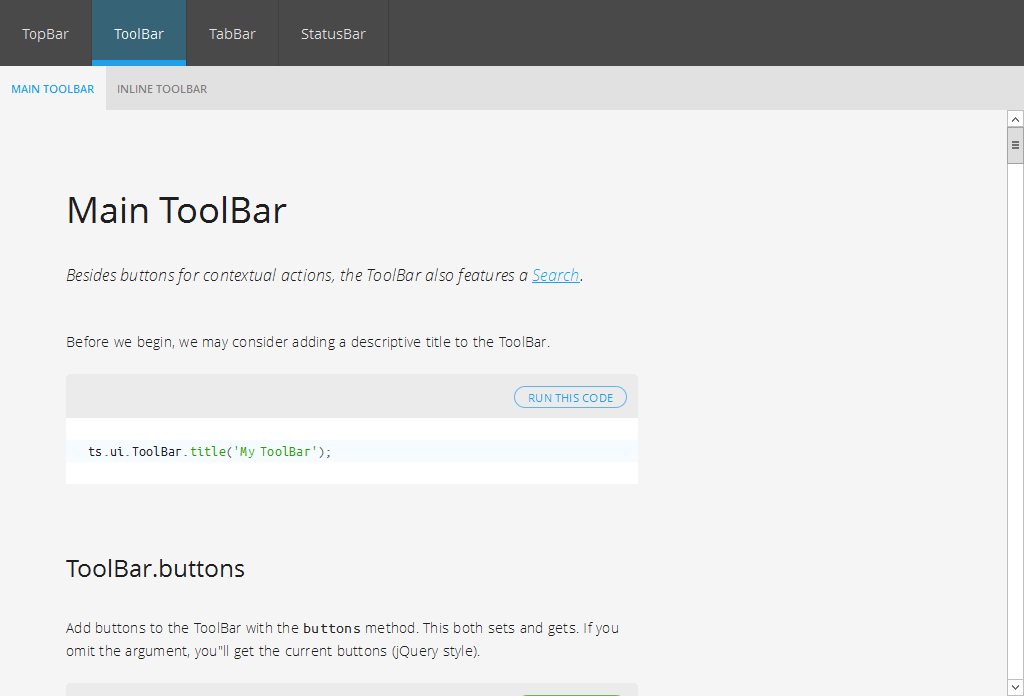 TopBar ToolBar TabBar StatusBar
MAIN TOOLBAR INLINE TOOLBAR
Main ToolBar
Besides buttons for contextual actions, the ToolBar also features a Search.
Before we begin, we may consider adding a descriptive title to the ToolBar.
RUN THIS CODE
ts.ui.ToolBar.title('My ToolBar');
ToolBar.buttons
Add buttons to the ToolBar with the buttons method. This both sets and gets. If you
omit the argument, you"ll get the current buttons (jQuery style).